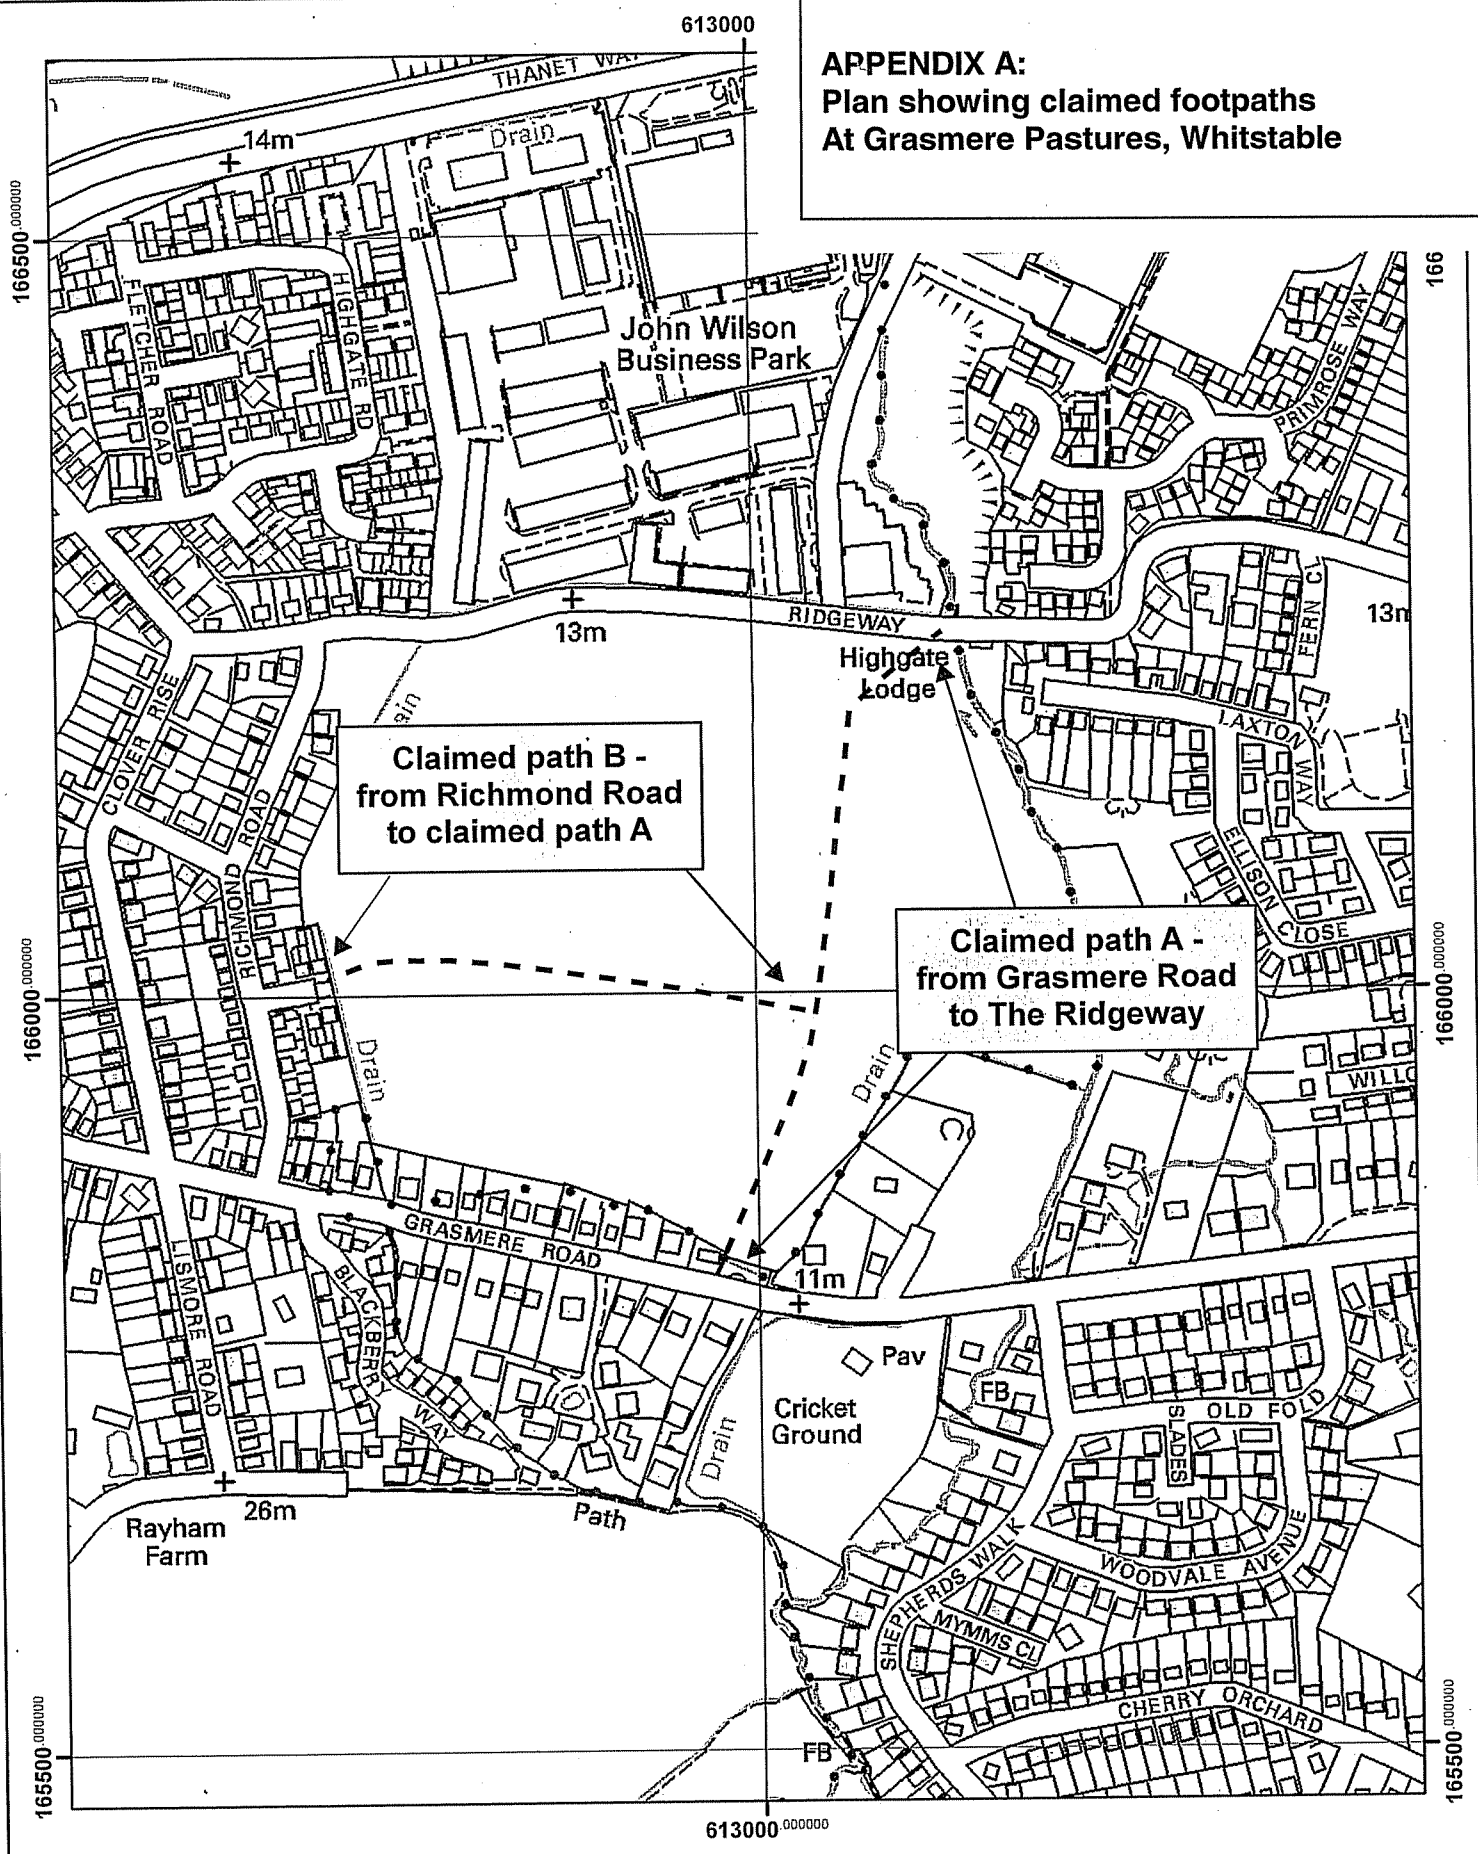 613000
APPENDIX A:
Plan showing claimed footpaths
At Grasmere Pastures, Whitstable
THANET WA
14m
Drain
166500.000000
166
FLETCHER ROAD
HIGHGATE RD
John Wilson
Business Park
PRIMROSE WAY
RIDGEWAY
13m
FERN CL
13m
Highgate
Lodge
CLOVER RISE
ain
LAXTON WAY
Claimed path B -
from Richmond Road
to claimed path A
RICHMOND ROAD
ELLISON CLOSE
Claimed path A -
from Grasmere Road
to The Ridgeway
RICHMOND
166000.000000
166000.000000
Drain
Drain
WILLO
GRASMERE ROAD
11m
LISMORE ROAD
BLACKBERRY WAY
Pav
FB
Cricket
Ground
Drain
OLD FOLD
SLADES
26m
Path
Rayham
Farm
WOODVALE AVENUE
SHEPHERDS WALK
MYMMS CL
CHERRY ORCHARD
FB
165500.000000
165500.000000
613000.000000